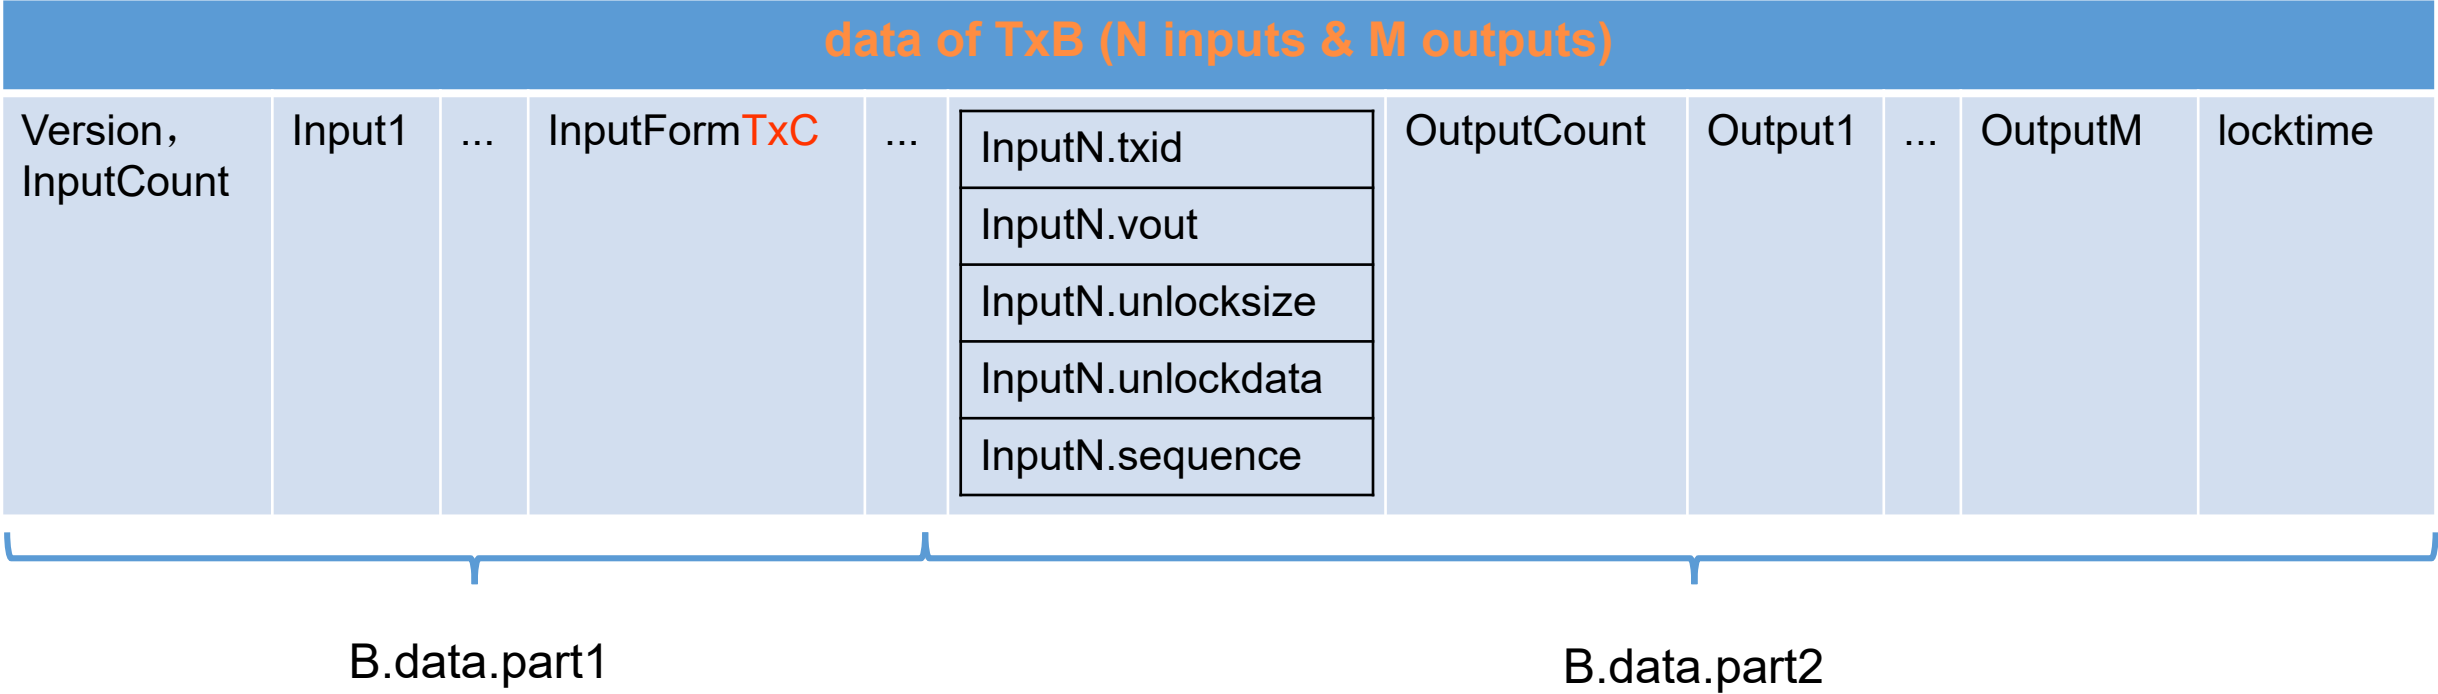 data of TxB (N inputs & M outputs)
Version，
InputCount
Input1
...
InputFormTxC
...
InputN.txid
InputN.vout
InputN.unlocksize
InputN.unlockdata
InputN.sequence
OutputCount
Output1
...
OutputM
locktime
B.data.part1
B.data.part2